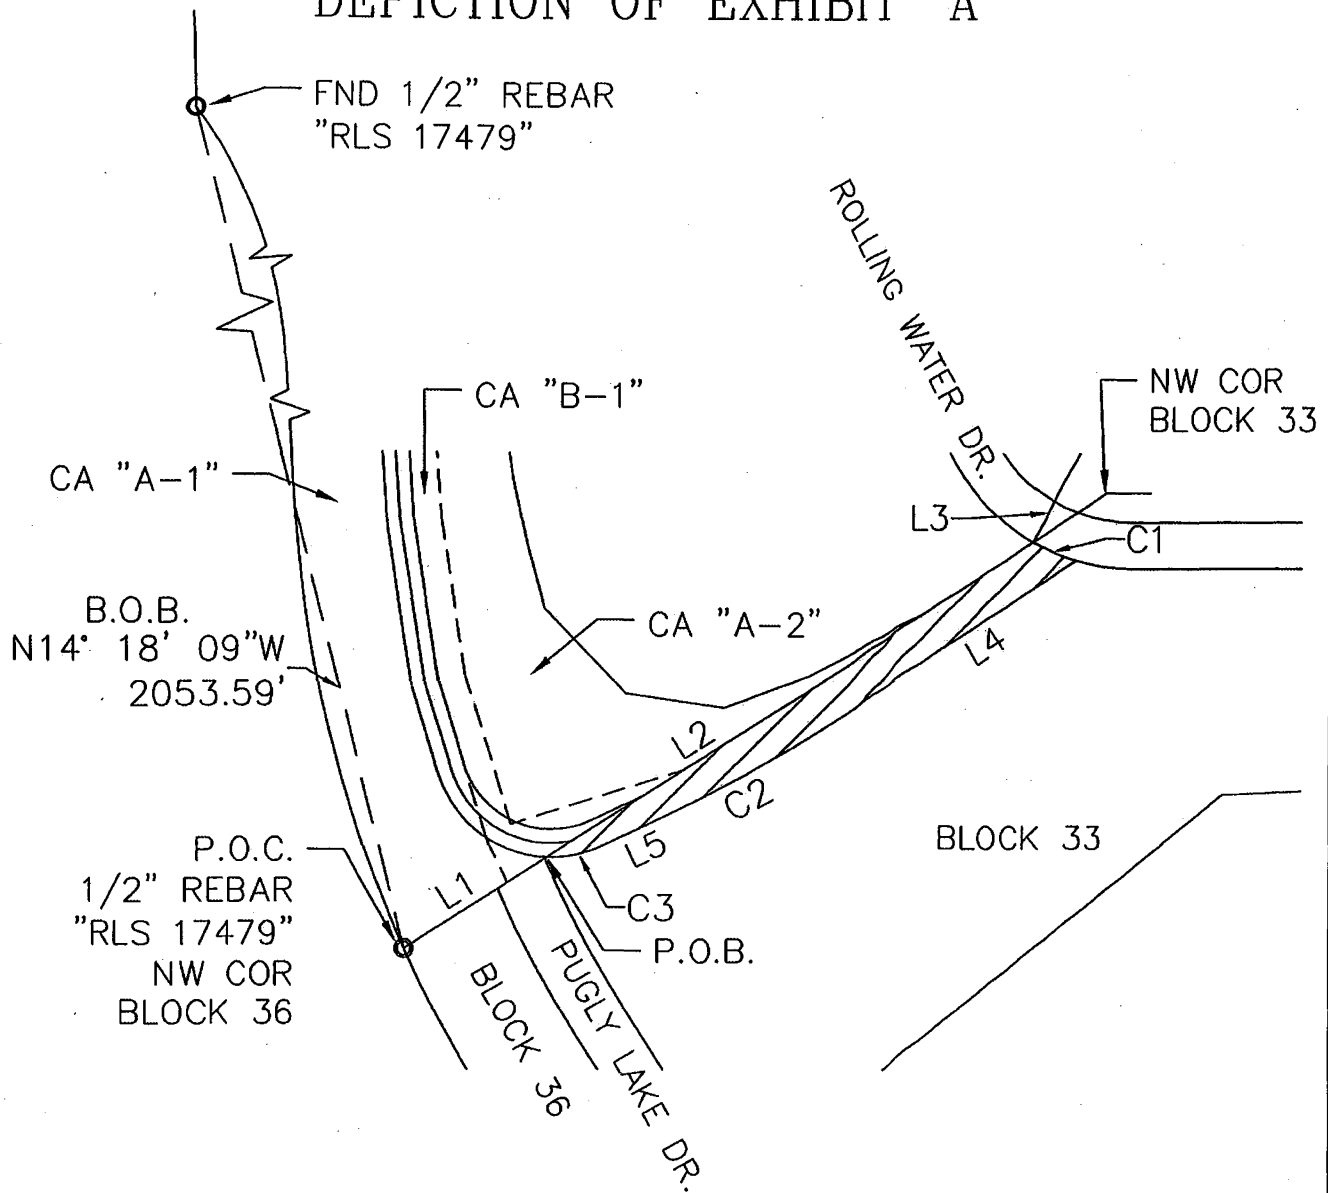 DEPICTION OF EXHIBIT "A"
FND 1/2" REBAR
"RLS 17479"
ROLLING WATER DR.
CA "B-1"
NW COR
BLOCK 33
CA "A-1"
L3
C1
B.O.B.
N14° 18' 09"W
2053.59'
CA "A-2"
L4
L2
C2
BLOCK 33
L5
P.O.C.
1/2" REBAR
"RLS 17479"
NW COR
BLOCK 36
L1
C3
P.O.B.
BLOCK 36
PUGLY LAKE DR.